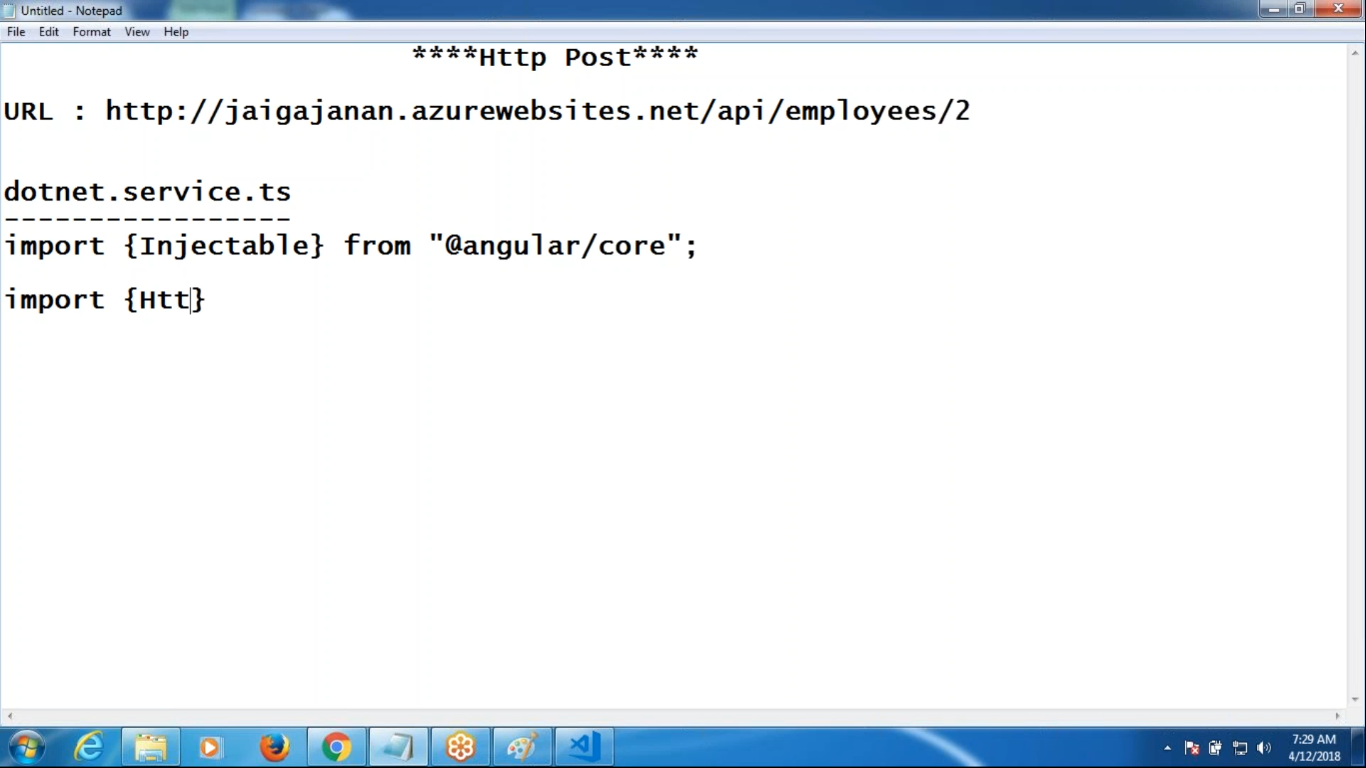 Untitled - Notepad
File Edit Format View Help
****Http Post****
URL : http://jaigajanan.azurewebsites.net/api/employees/2
dotnet.service.ts
-----------------
import {Injectable} from "@angular/core";
import {Htt}
7:29 AM
4/12/2018